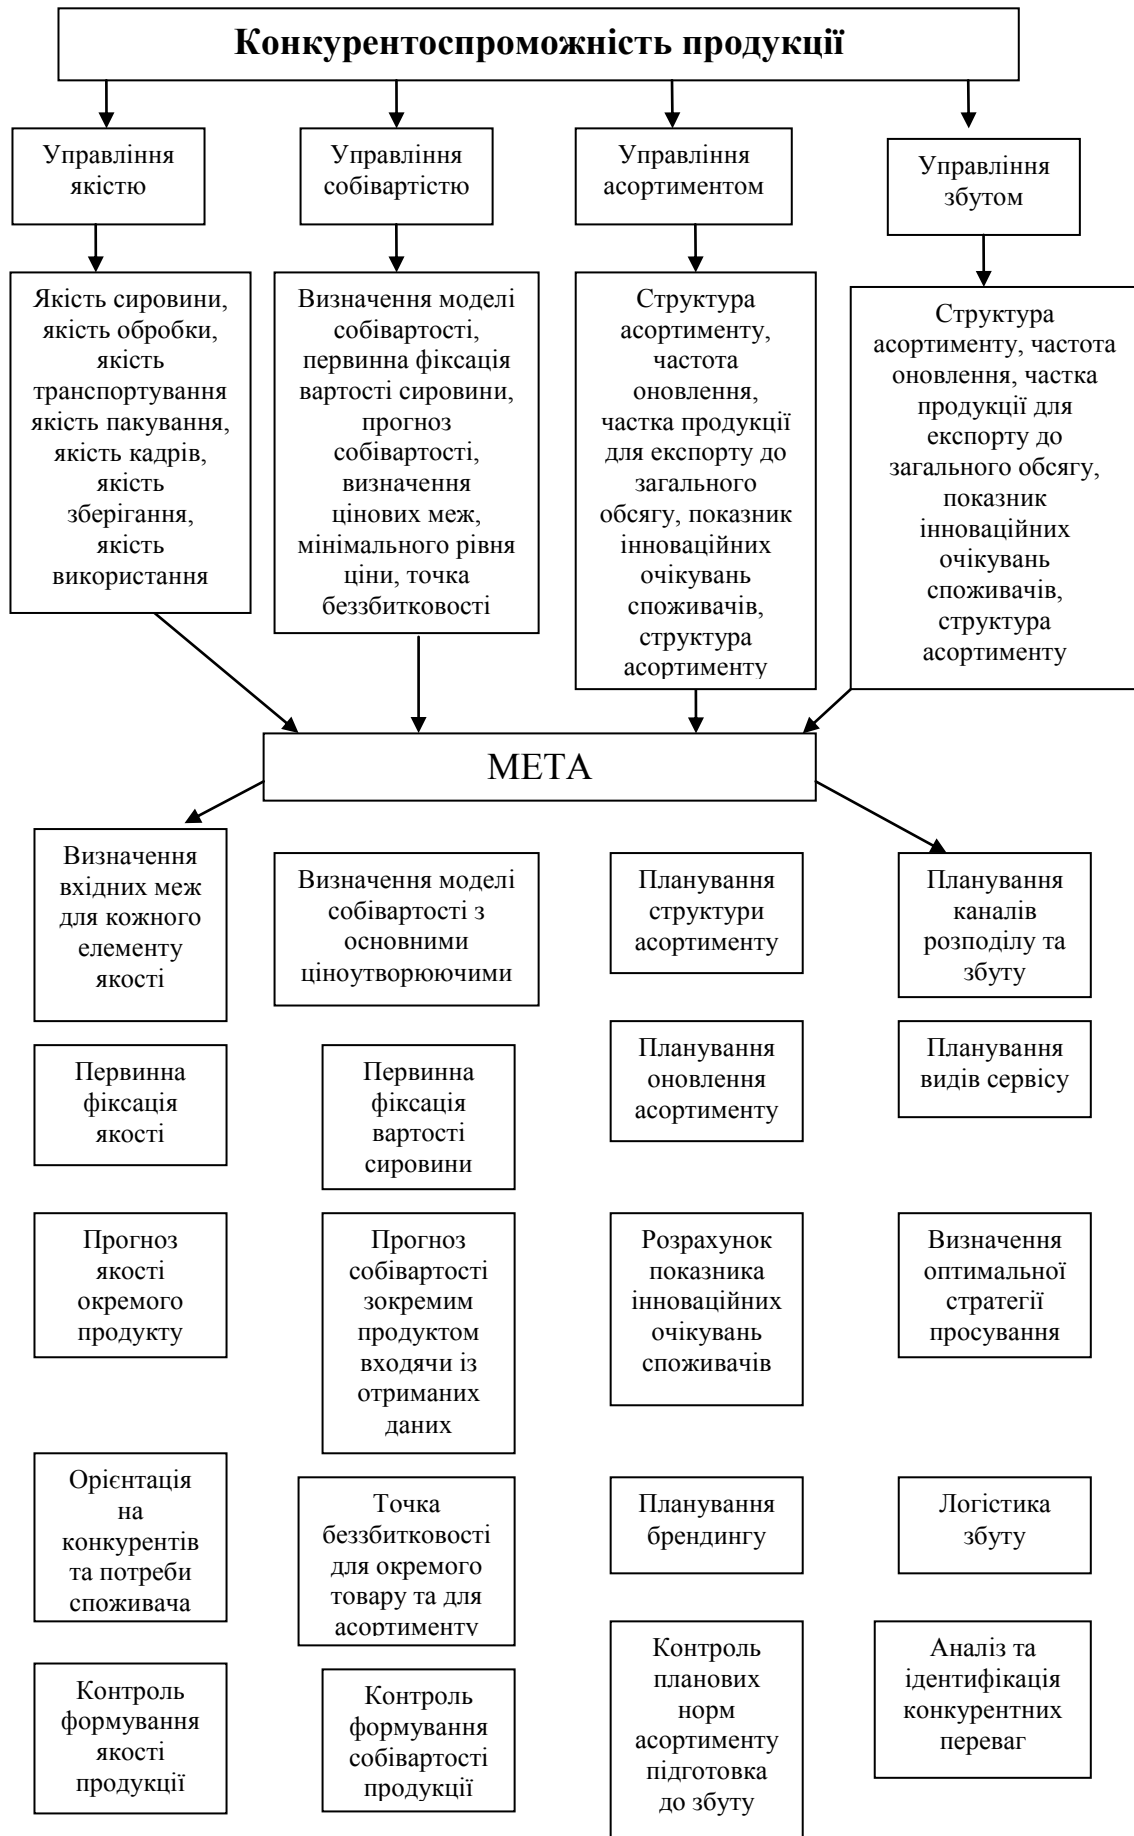 Конкурентоспроможність продукції
Управління
якістю
Управління
собівартістю
Управління
асортиментом
Управління
збутом
Якість сировини,
якість обробки,
якість
транспортування
якість пакування,
якість кадрів,
якість
зберігання,
якість
використання
Визначення моделі
собівартості,
первинна фіксація
вартості сировини,
прогноз
собівартості,
визначення
цінових меж,
мінімального рівня
ціни, точка
беззбитковості
Структура
асортименту,
частота
оновлення,
частка продукції
для експорту до
загального
обсягу, показник
інноваційних
очікувань
споживачів,
структура
асортименту
Структура
асортименту, частота
оновлення, частка
продукції для
експорту до
загального обсягу,
показник
інноваційних
очікувань
споживачів,
структура
асортименту
МЕТА
Визначення
вхідних меж
для кожного
елементу
якості
Визначення моделі
собівартості з
основними
ціноутворюючими
Планування
структури
асортименту
Планування
каналів
розподілу та
збуту
Первинна
фіксація
якості
Первинна
фіксація
вартості
сировини
Планування
оновлення
асортименту
Планування
видів сервісу
Прогноз
якості
окремого
продукту
Прогноз
собівартості
зокремим
продуктом
входячи із
отриманих
даних
Розрахунок
показника
інноваційних
очікувань
споживачів
Визначення
оптимальної
стратегії
просування
Орієнтація
на
конкурентів
та потреби
споживача
Точка
беззбитковості
для окремого
товару та для
асортименту
Планування
брендингу
Логістика
збуту
Контроль
формування
якості
продукції
Контроль
формування
собівартості
продукції
Контроль
планових
норм
асортименту
підготовка
до збуту
Аналіз та
ідентифікація
конкурентних
переваг